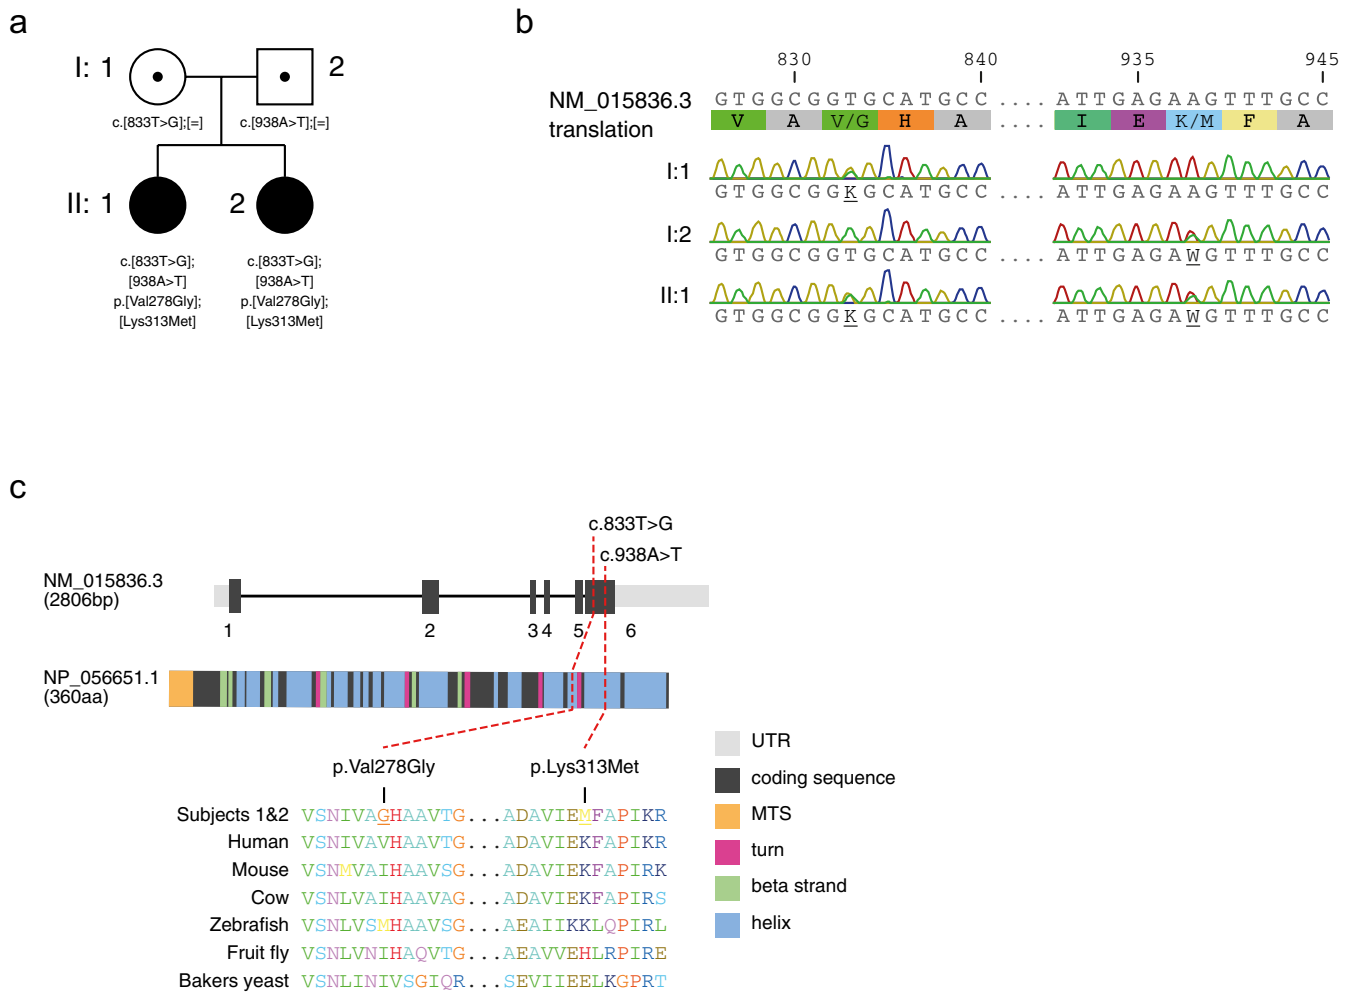 a
I: 1
2
c.[833T>G];[=]
c.[938A>T];[=]
II: 1
2
c.[833T>G];
[938A>T]
p.[Val278Gly];
[Lys313Met]
c.[833T>G];
[938A>T]
p.[Val278Gly];
[Lys313Met]
b
830 840 935 945
NM_015836.3 GTGGCGGTGCATGCC .... ATTGAGAAGTTTGCC
translation V A V/G H A I E K/M F A
I:1
GTGGCGGKGCATGCC .... ATTGAGAAGTTTGCC
I:2
GTGGCGGTGCATGCC .... ATTGAGAWGTTTGCC
II:1
GTGGCGGKGCATGCC .... ATTGAGAWGTTTGCC
c
c.833T>G
c.938A>T
NM_015836.3
(2806bp)
1 2 3 4 5 6
NP_056651.1
(360aa)
p.Val278Gly p.Lys313Met
Subjects 1&2 VSNIVAGHAAVTG...ADAVIEMFAPIKR
Human VSNIVAVHAAVTG...ADAVIEKFAPIKR
Mouse VSNMVAIHAAVSG...ADAVIEKFAPIRK
Cow VSNLVAIHAAVAG...ADAVIEKFAPIRS
Zebrafish VSNLVSMHAAVSG...AEAIIKKLQPIRL
Fruit fly VSNLVNIHAQVTG...AEAVVEHLRPIRE
Bakers yeast VSNLINIVSGIQR...SEVIIEELKGPRT
UTR
coding sequence
MTS
turn
beta strand
helix